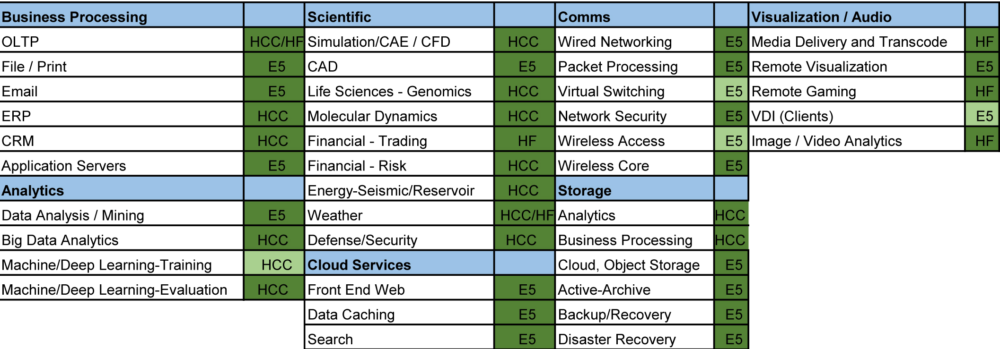 Business Processing Scientific Comms Visualization / Audio
OLTP HCC/HF Simulation/CAE / CFD HCC Wired Networking E5 Media Delivery and Transcode HF
File / Print E5 CAD E5 Packet Processing E5 Remote Visualization E5
Email E5 Life Sciences - Genomics HCC Virtual Switching E5 Remote Gaming HF
ERP HCC Molecular Dynamics HCC Network Security E5 VDI (Clients) E5
CRM HCC Financial - Trading HF Wireless Access E5 Image / Video Analytics HF
Application Servers E5 Financial - Risk HCC Wireless Core E5
Analytics Energy-Seismic/Reservoir HCC Storage
Data Analysis / Mining E5 Weather HCC/HF Analytics HCC
Big Data Analytics HCC Defense/Security HCC Business Processing HCC
Machine/Deep Learning-Training HCC Cloud Services Cloud, Object Storage E5
Machine/Deep Learning-Evaluation HCC Front End Web E5 Active-Archive E5
Data Caching E5 Backup/Recovery E5
Search E5 Disaster Recovery E5